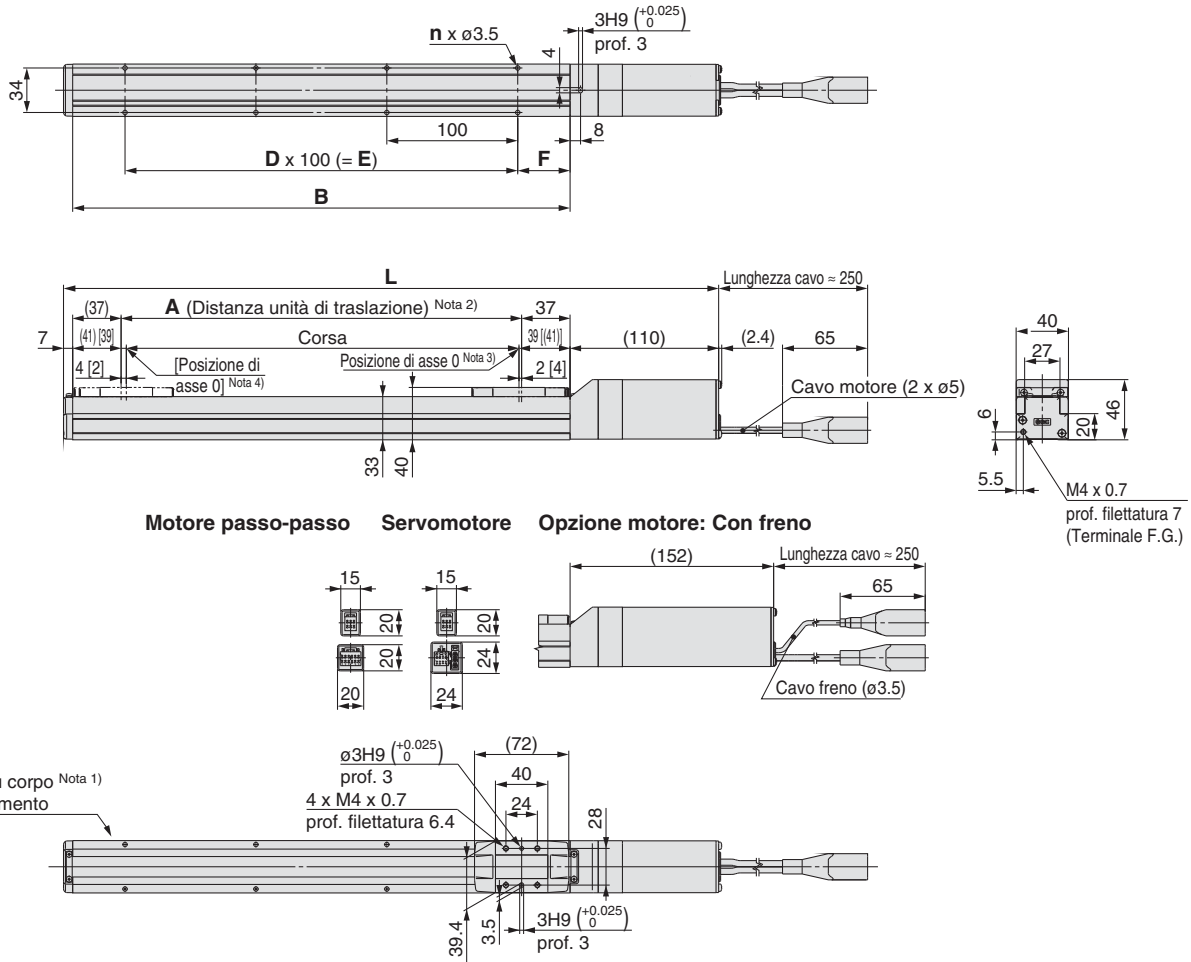 3H9 (+0.025 0)
prof. 3
n x ø3.5
4
34
100
8
D x 100 (= E)
F
B
L
Lunghezza cavo ≈ 250
(37)
A (Distanza unità di traslazione) Nota 2)
37
7
(41) [39]
Corsa
39 [(41)]
(110)
(2.4)
65
4 [2]
[Posizione di
asse 0] Nota 4)
Posizione di asse 0 Nota 3)
2 [4]
Cavo motore (2 x ø5)
33
40
40
27
6
20
46
5.5
M4 x 0.7
prof. filettatura 7
(Terminale F.G.)
Motore passo-passo
Servomotore
Opzione motore: Con freno
15
20
20
20
15
20
24
24
(152)
Lunghezza cavo ≈ 250
65
Cavo freno (ø3.5)
corpo Nota 1)
mento
(72)
ø3H9 (+0.025 0)
prof. 3
40
4 x M4 x 0.7
prof. filettatura 6.4
24
28
39.4
3.5
3H9 (+0.025 0)
prof. 3